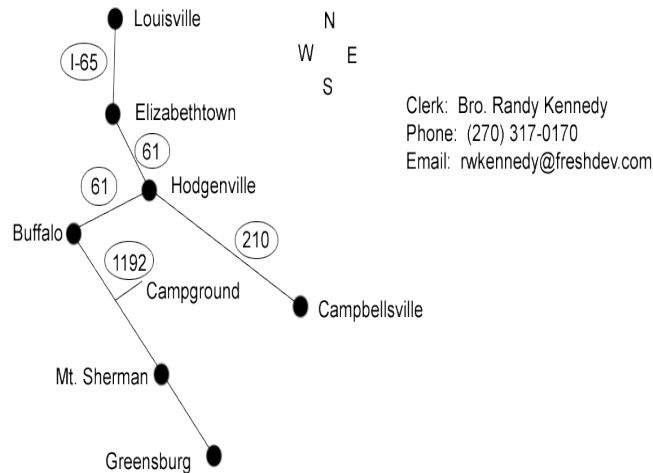 Louisville
N
W E
S
I-65
Elizabethtown
Clerk: Bro. Randy Kennedy
Phone: (270) 317-0170
Email: rwkennedy@freshdev.com
61
61
Hodgenville
Buffalo
210
1192
Campground
Campbellsville
Mt. Sherman
Greensburg